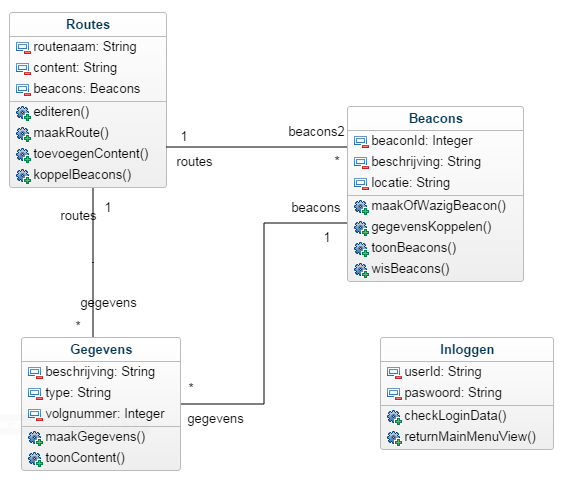 Routes
routenaam: String
content: String
beacons: Beacons
editeren()
maakRoute()
toevoegenContent()
koppelBeacons()
1
routes
beacons2
*
Beacons
beaconId: Integer
beschrijving: String
locatie: String
maakOfWazigBeacon()
gegevensKoppelen()
toonBeacons()
wisBeacons()
routes
1
gegevens
*
beacons
1
*
gegevens
Gegevens
beschrijving: String
type: String
volgnummer: Integer
maakGegevens()
toonContent()
Inloggen
userId: String
paswoord: String
checkLoginData()
returnMainMenuView()